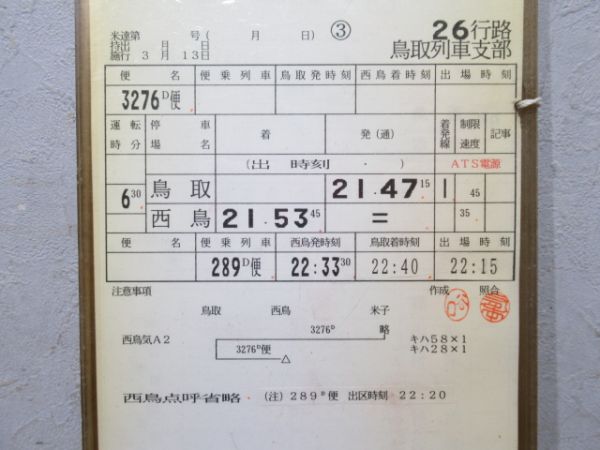 米達第　号(　月　日)　③　26行路
持出　月　日　鳥取列車支部
施行　3月13日
便名　便乗列車　鳥取発時刻　西鳥着時刻　出場時刻
3276D便
運転時分　停車場名　着　発(通)　着発線　制限速度　記事
(出時刻　・　)　ATS電源
6 30　鳥取　21.47 15　1　45
西鳥　21.53 45　＝　35
便名　便乗列車　西鳥発時刻　鳥取着時刻　出場時刻
289D便　22:33 30　22:40　22:15
注意事項　作成　照合
鳥取　西鳥　米子
3276D　略
西鳥気A2　キハ58×1
3276D便　キハ28×1
西鳥点呼省略　(注)289D便　出区時刻　22:20